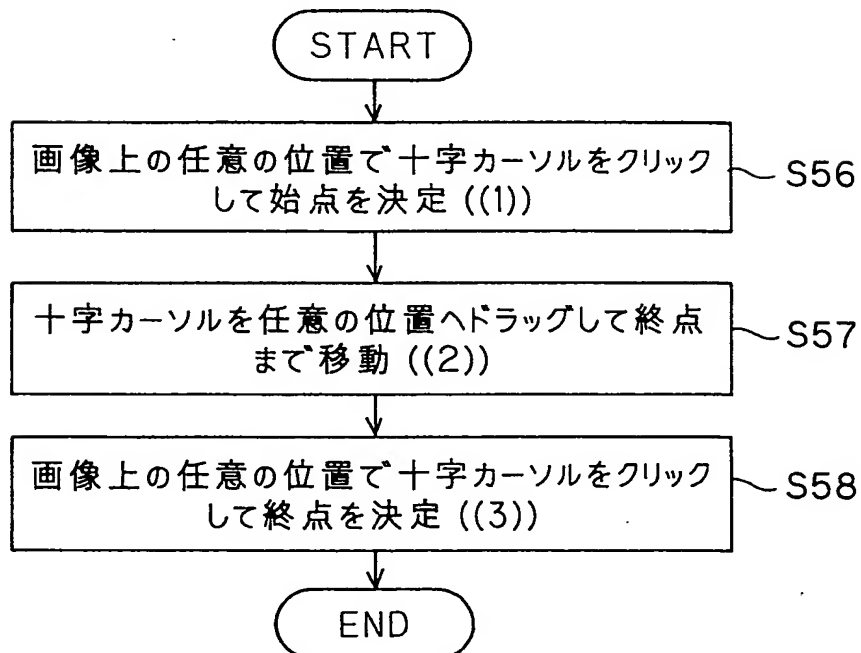 START
画像上の任意の位置で十字カーソルをクリック
して始点を決定 ((1))
S56
十字カーソルを任意の位置へドラッグして終点
まで移動 ((2))
S57
画像上の任意の位置で十字カーソルをクリック
して終点を決定 ((3))
S58
END